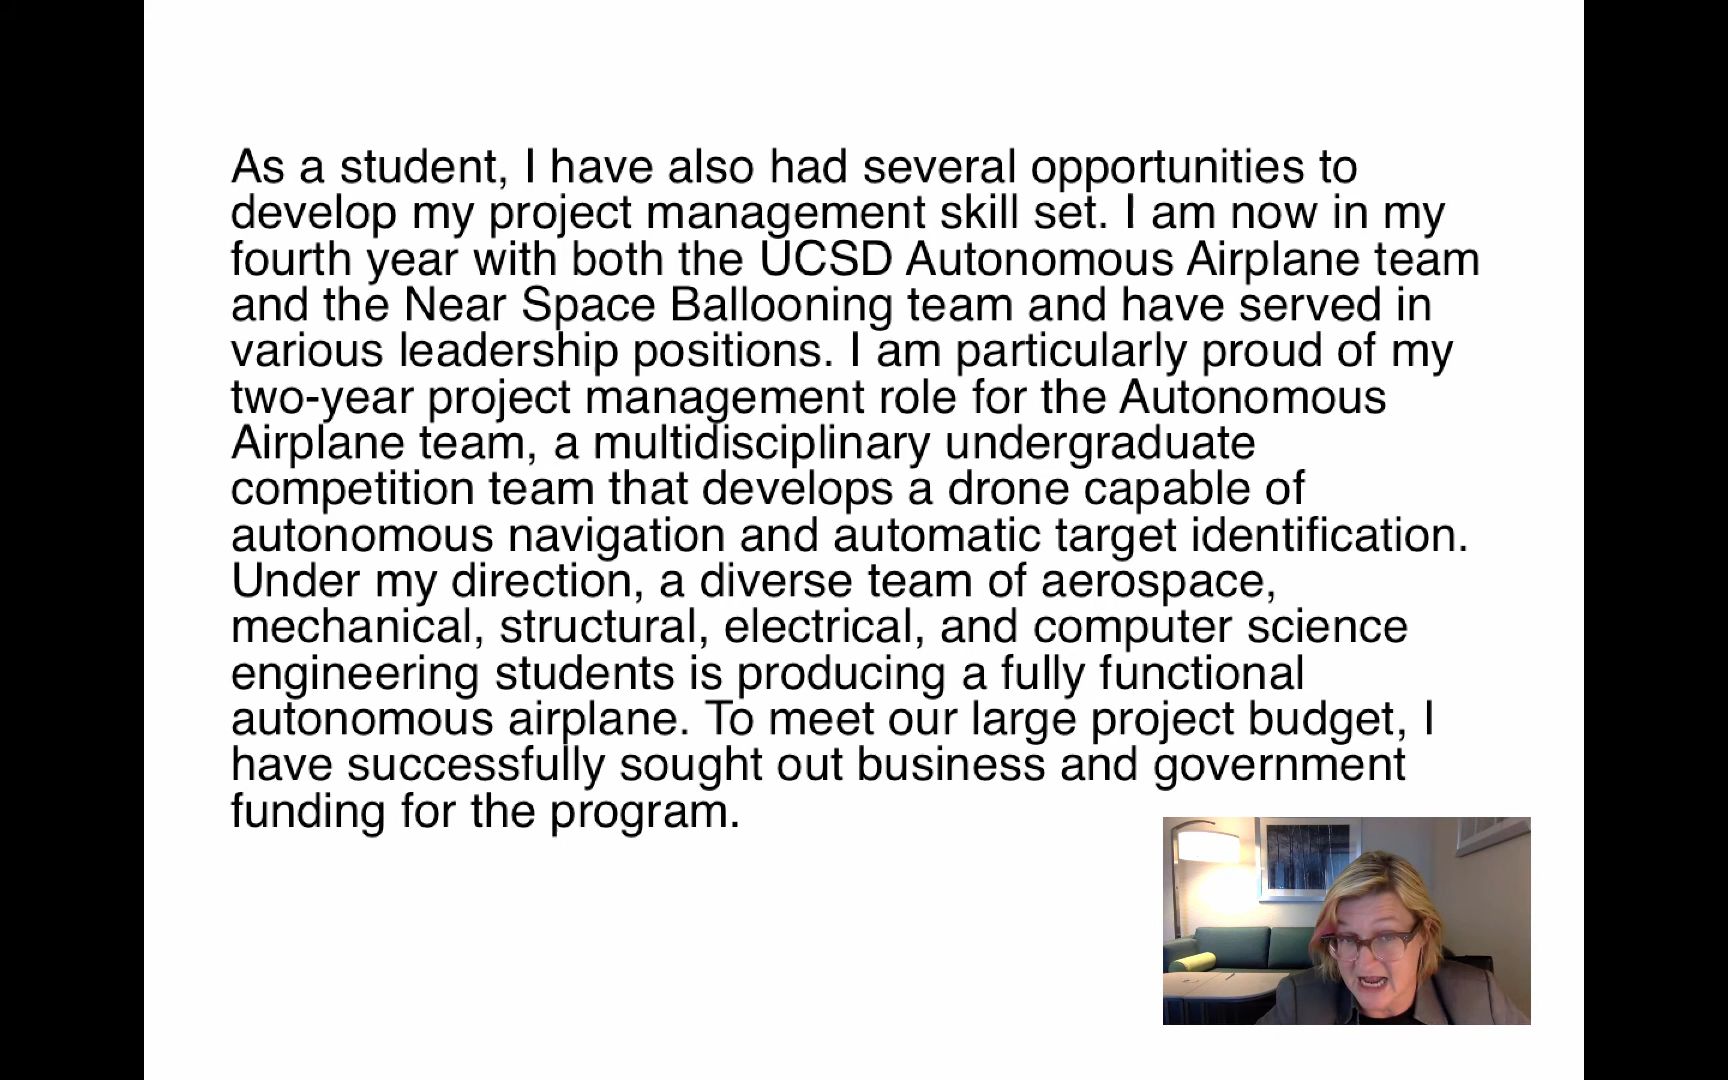 As a student, I have also had several opportunities to
develop my project management skill set. I am now in my
fourth year with both the UCSD Autonomous Airplane team
and the Near Space Ballooning team and have served in
various leadership positions. I am particularly proud of my
two-year project management role for the Autonomous
Airplane team, a multidisciplinary undergraduate
competition team that develops a drone capable of
autonomous navigation and automatic target identification.
Under my direction, a diverse team of aerospace,
mechanical, structural, electrical, and computer science
engineering students is producing a fully functional
autonomous airplane. To meet our large project budget, I
have successfully sought out business and government
funding for the program.